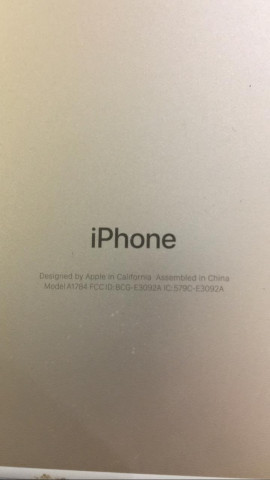 iPhone
Designed by Apple in California Assembled in China
Model A1784 FCC ID: BCG-E3092A IC: 579C-E3092A